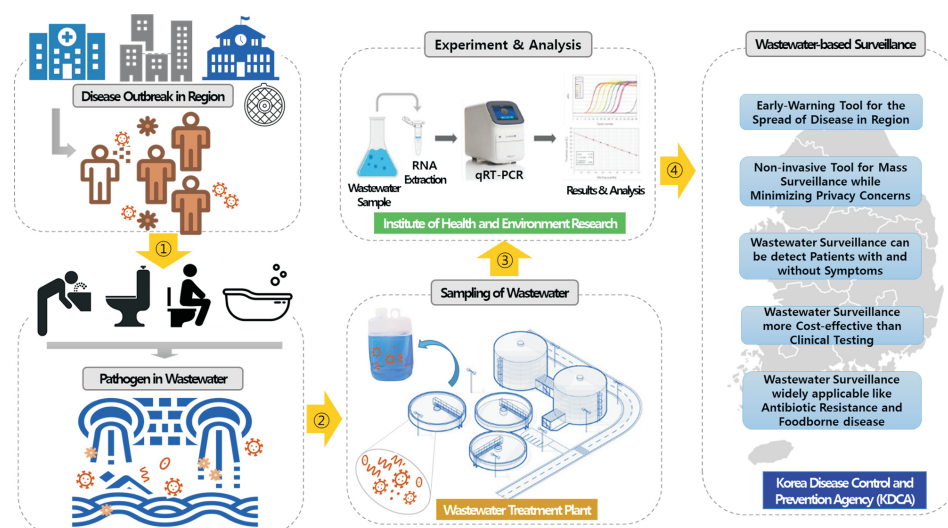 Disease Outbreak in Region
①
Pathogen in Wastewater
②
Sampling of Wastewater
Wastewater Treatment Plant
③
Experiment & Analysis
Wastewater
Sample
RNA
Extraction
qRT-PCR
Results & Analysis
Institute of Health and Environment Research
④
Wastewater-based Surveillance
Early-Warning Tool for the
Spread of Disease in Region
Non-invasive Tool for Mass
Surveillance while
Minimizing Privacy Concerns
Wastewater Surveillance can
be detect Patients with and
without Symptoms
Wastewater Surveillance
more Cost-effective than
Clinical Testing
Wastewater Surveillance
widely applicable like
Antibiotic Resistance and
Foodborne disease
Korea Disease Control and
Prevention Agency (KDCA)